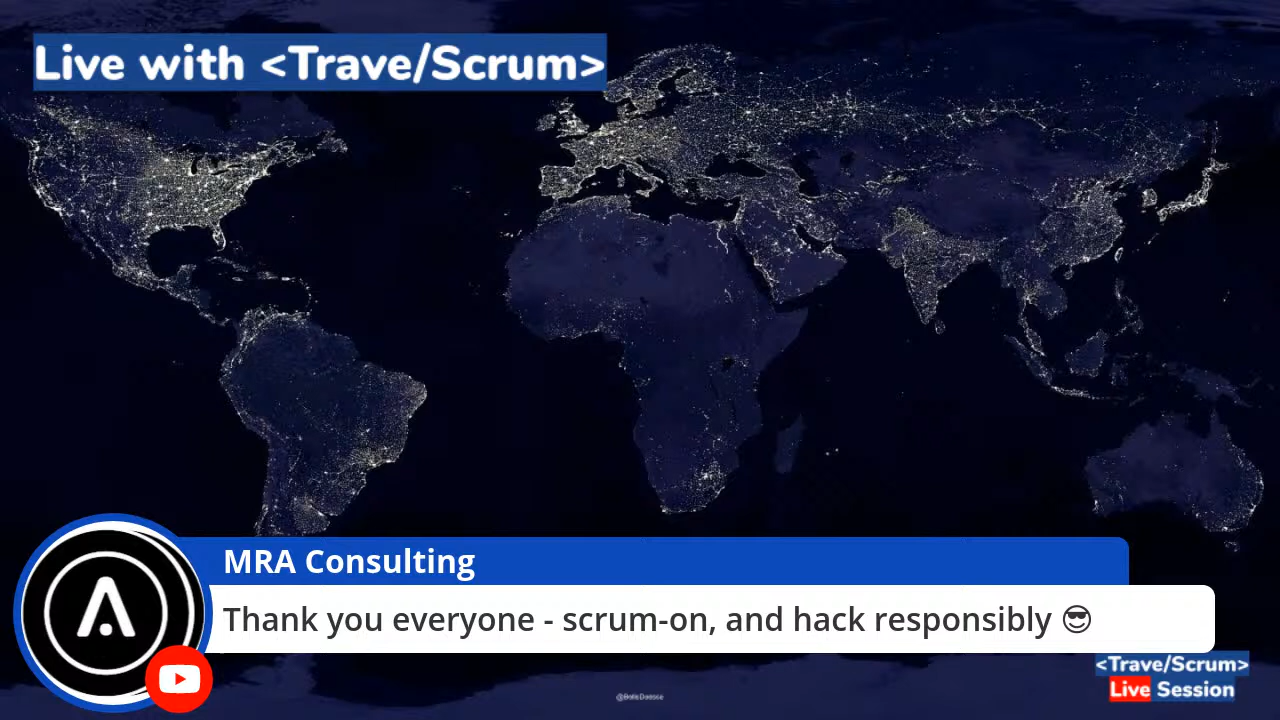 Live with <Trave/Scrum>
MRA Consulting
Thank you everyone - scrum-on, and hack responsibly 😎
<Trave/Scrum>
Live Session